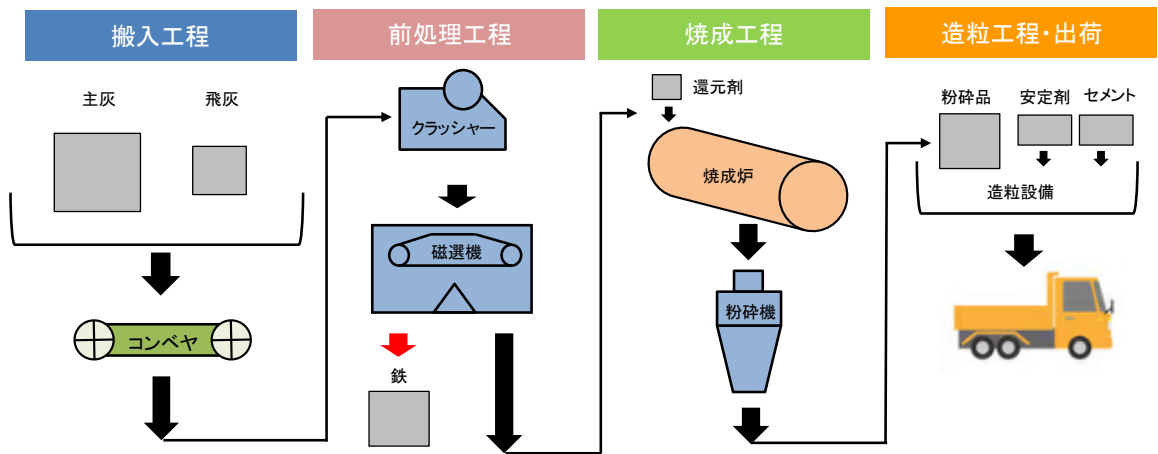 搬入工程
前処理工程
焼成工程
造粒工程・出荷
主灰
飛灰
コンベヤ
クラッシャー
磁選機
鉄
還元剤
焼成炉
粉砕機
粉砕品
安定剤
セメント
造粒設備